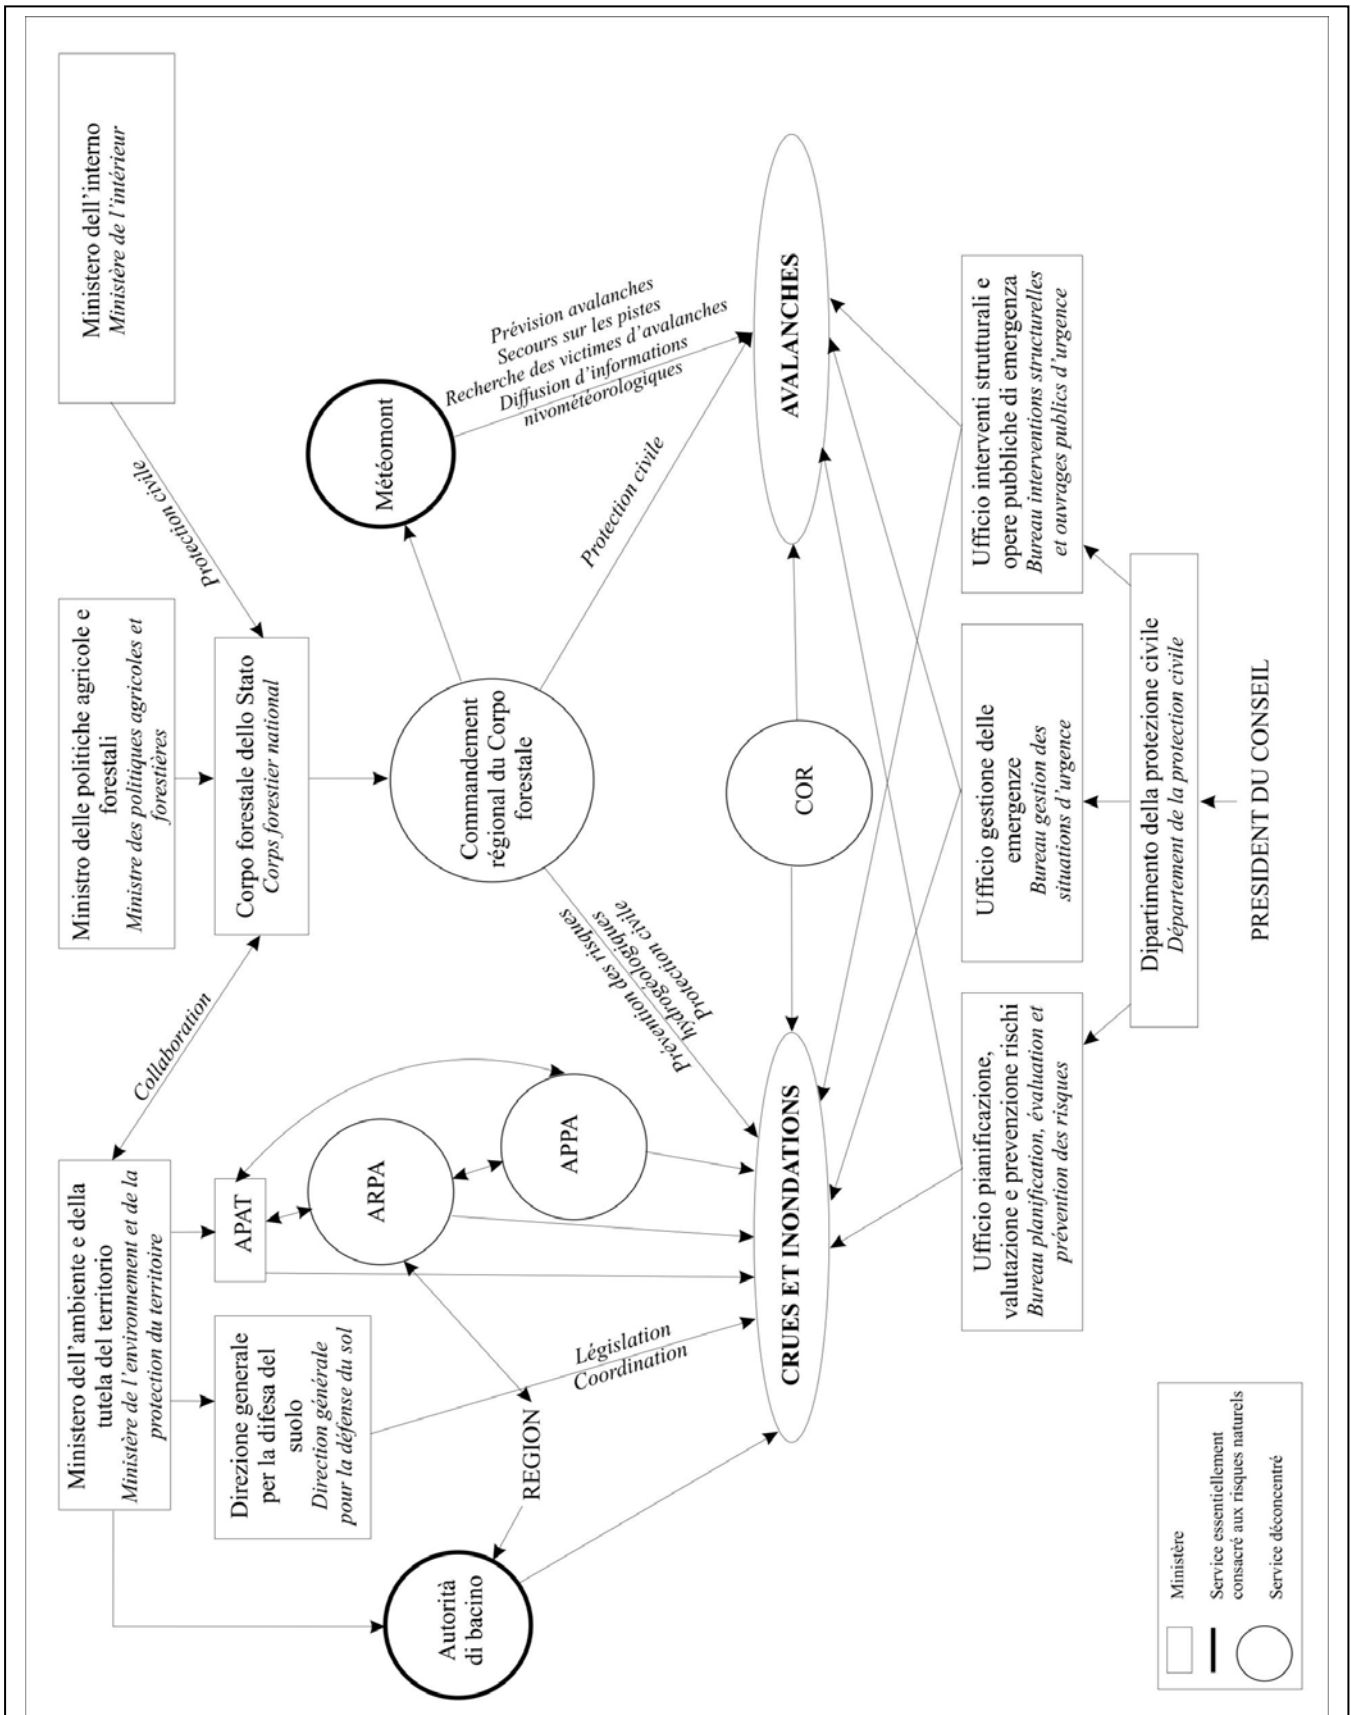 Ministero dell'ambiente e della
tutela del territorio
Ministère de l'environnement et de la
protection du territoire
Ministro delle politiche agricole e
forestali
Ministre des politiques agricoles et
forestières
Ministero dell'interno
Ministère de l'intérieur
Collaboration
Protection civile
Direzione generale
per la difesa del
suolo
Direction générale
pour la défense du sol
APAT
Corpo forestale dello Stato
Corps forestier national
Autorità
di bacino
REGION
ARPA
APPA
Commandement
régional du Corpo
forestale
Météomont
Législation
Coordination
Prévention des risques
hydrogéologiques
Protection civile
Protection civile
Prévision avalanches
Secours sur les pistes
Recherche des victimes d'avalanches
Diffusion d'informations
nivométéorologiques
CRUES ET INONDATIONS
COR
AVALANCHES
Ufficio pianificazione,
valutazione e prevenzione rischi
Bureau planification, évaluation et
prévention des risques
Ufficio gestione delle
emergenze
Bureau gestion des
situations d'urgence
Ufficio interventi strutturali e
opere pubbliche di emergenza
Bureau interventions structurelles
et ouvrages publics d'urgence
Dipartimento della protezione civile
Département de la protection civile
PRESIDENT DU CONSEIL
Ministère
Service essentiellement
consacré aux risques naturels
Service déconcentré